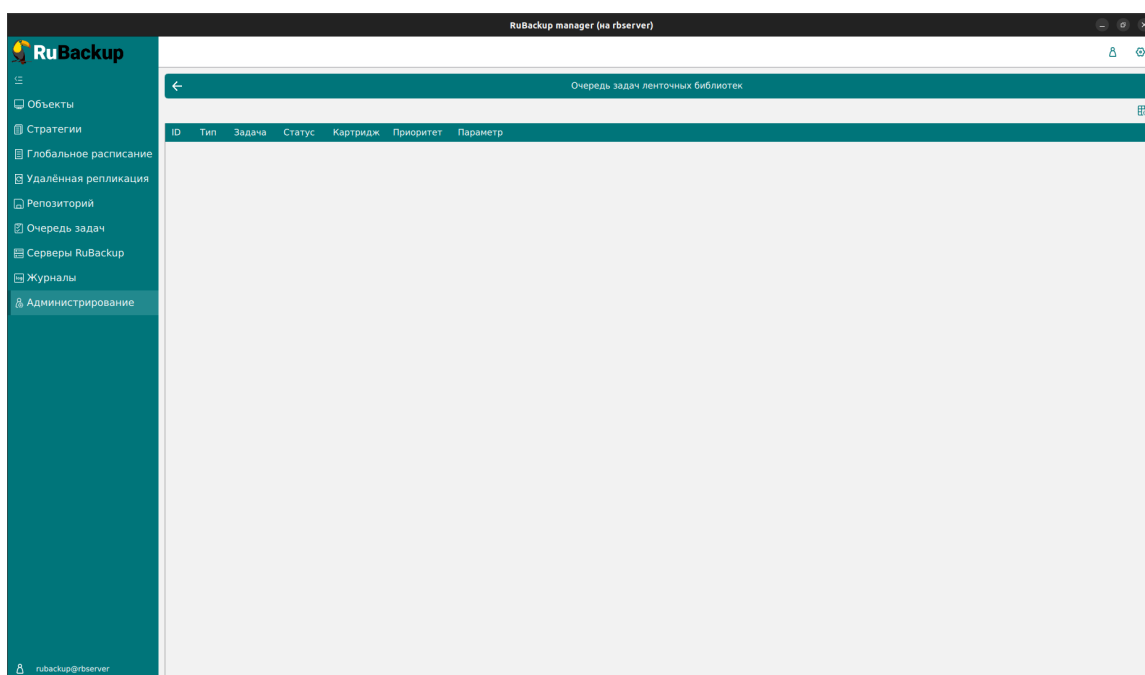 RuBackup manager (на rbserver)
RuBackup
Очередь задач ленточных библиотек
Объекты
Стратегии
Глобальное расписание
Удалённая репликация
Репозиторий
Очередь задач
Серверы RuBackup
Журналы
Администрирование
ID Тип Задача Статус Картридж Приоритет Параметр
rubackup@rbserver